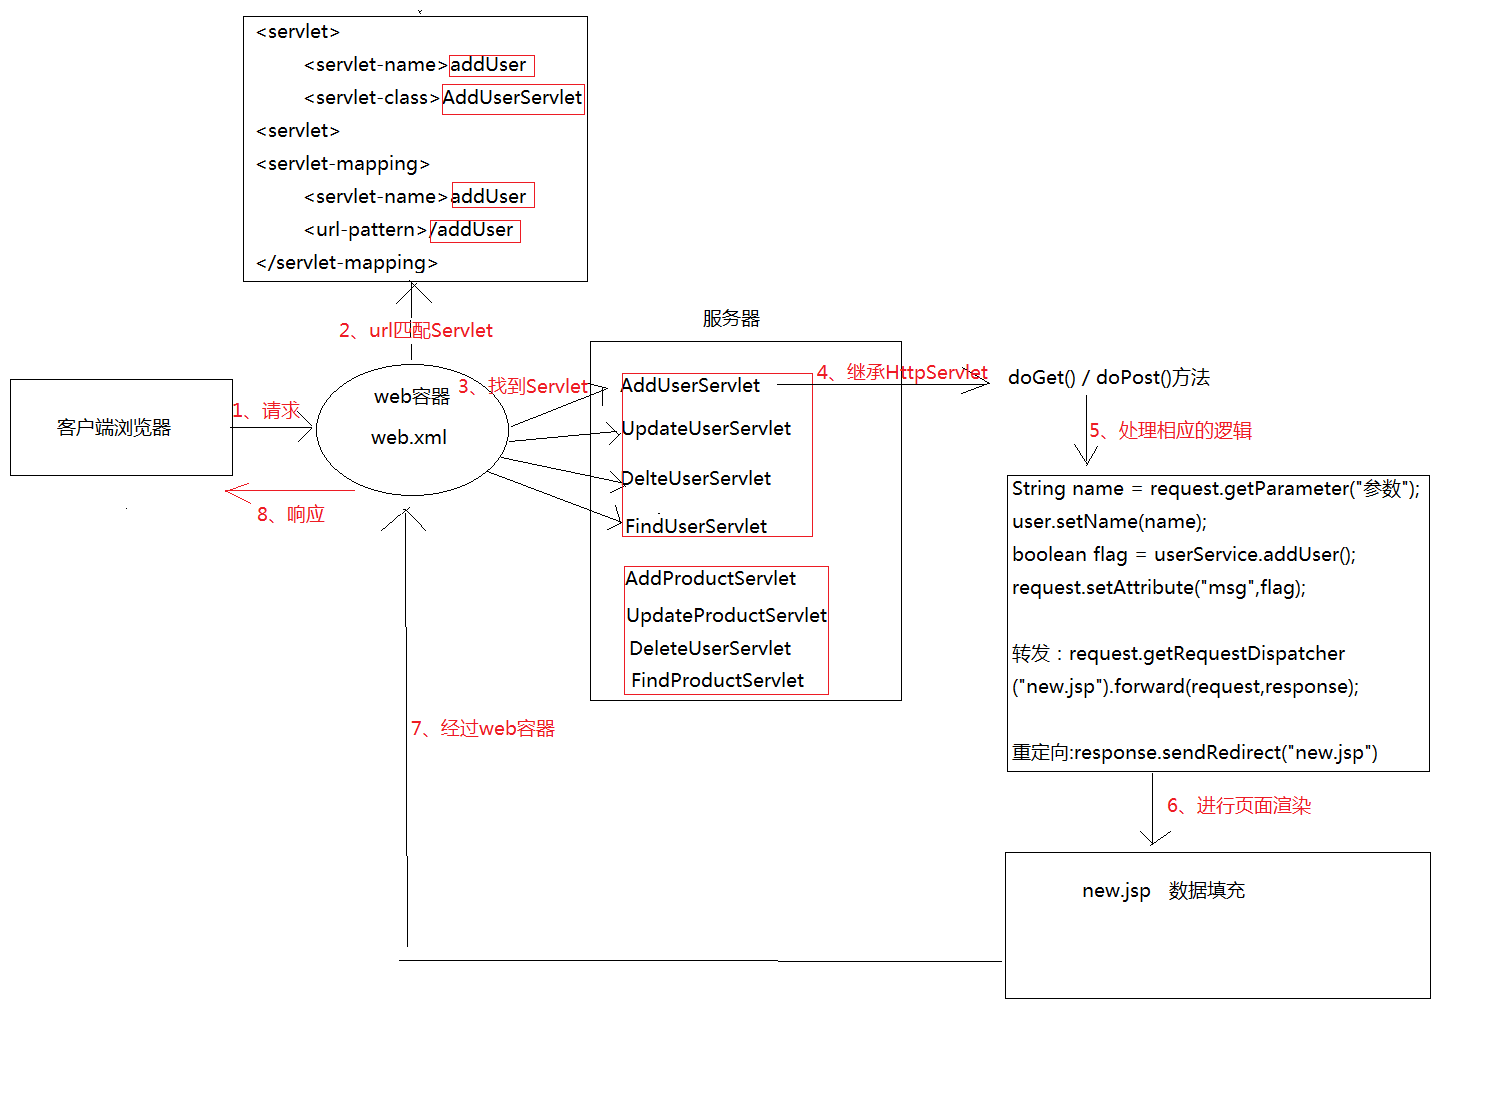 <servlet>
<servlet-name>addUser
<servlet-class>AddUserServlet
<servlet>
<servlet-mapping>
<servlet-name>addUser
<url-pattern>/addUser
</servlet-mapping>
2、url匹配Servlet
服务器
客户端浏览器
1、请求
web容器
web.xml
3、找到Servlet
8、响应
AddUserServlet
UpdateUserServlet
DelteUserServlet
FindUserServlet
AddProductServlet
UpdateProductServlet
DeleteUserServlet
FindProductServlet
4、继承HttpServlet
doGet() / doPost()方法
5、处理相应的逻辑
String name = request.getParameter("参数");
user.setName(name);
boolean flag = userService.addUser();
request.setAttribute("msg",flag);
转发：request.getRequestDispatcher
("new.jsp").forward(request,response);
重定向:response.sendRedirect("new.jsp")
6、进行页面渲染
new.jsp 数据填充
7、经过web容器